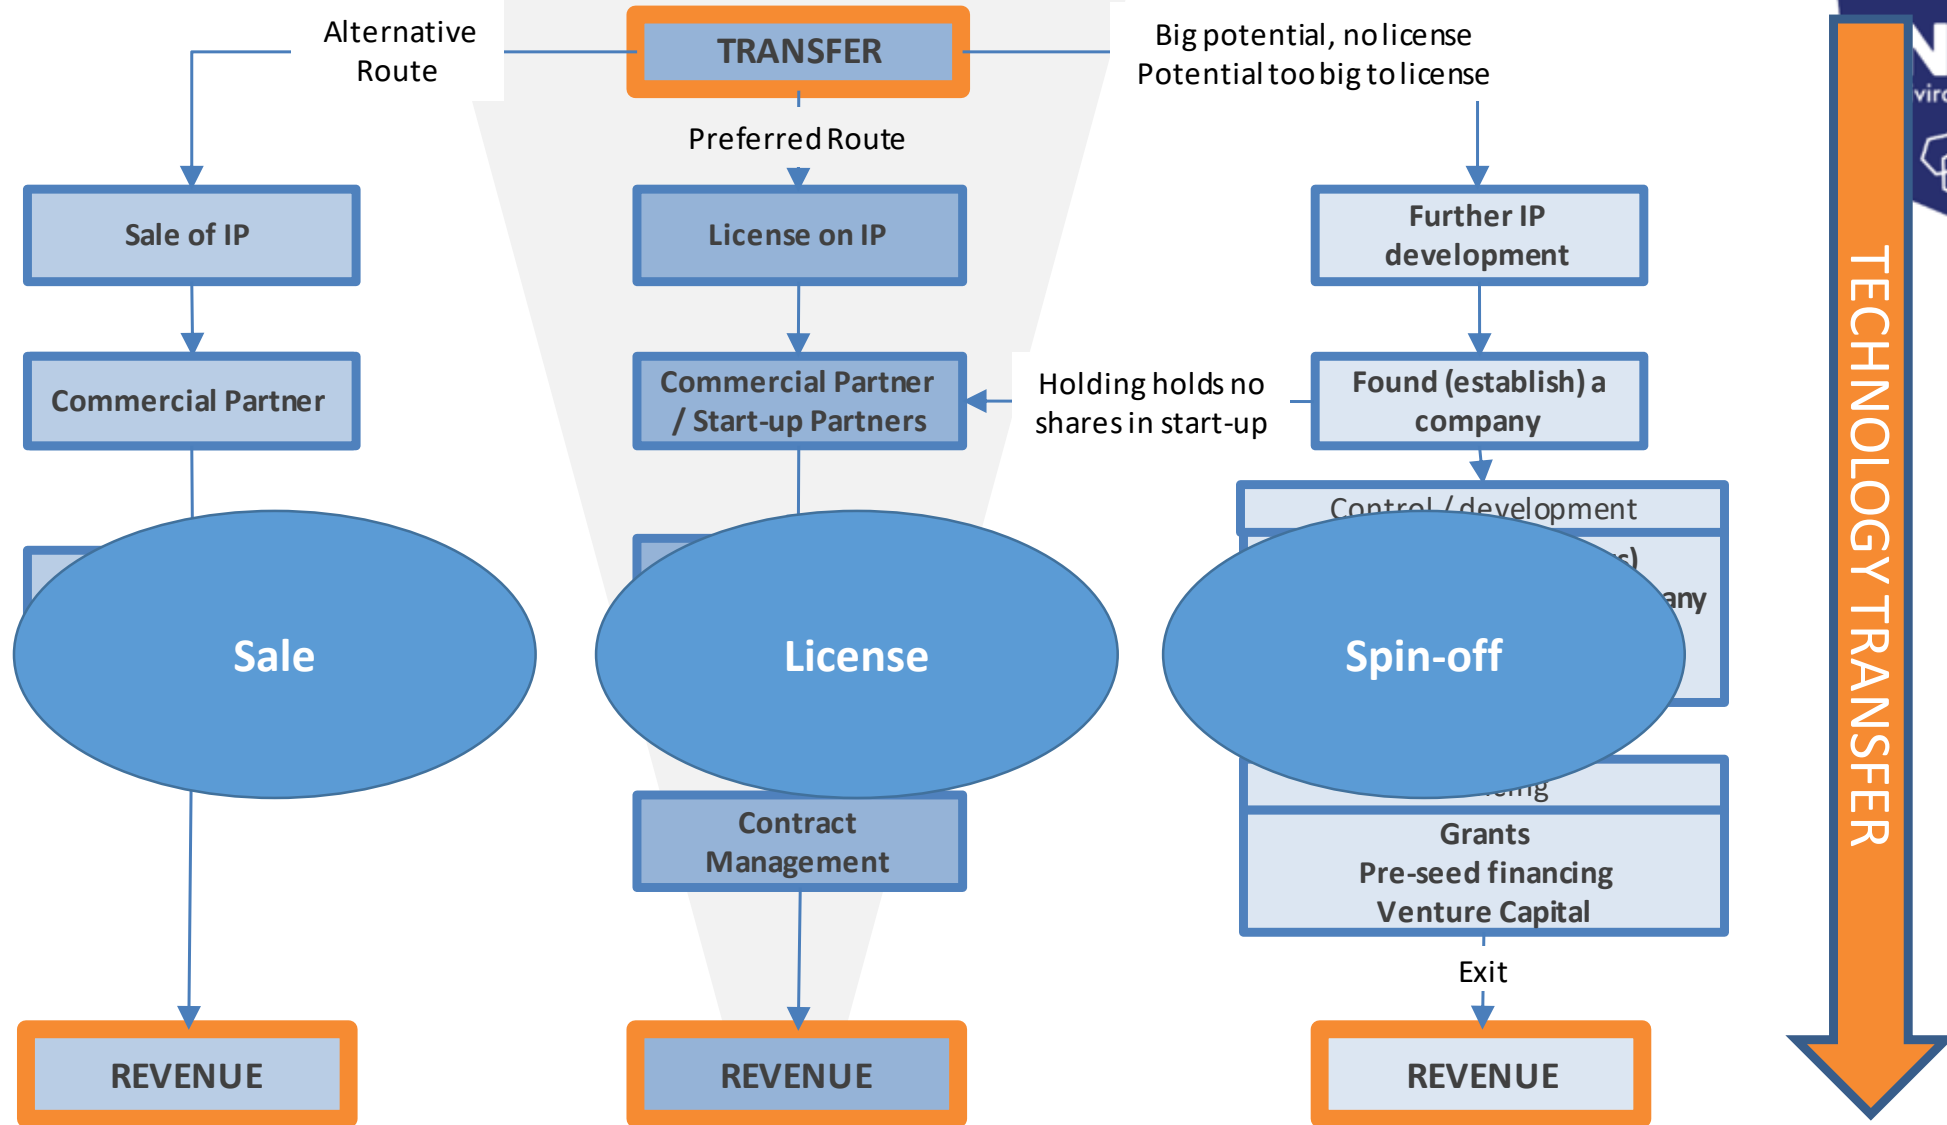 Alternative
Route
TRANSFER
Big potential, no license
Potential too big to license
Preferred Route
Sale of IP
License on IP
Further IP
development
Commercial Partner
Commercial Partner
/ Start-up Partners
Holding holds no
shares in start-up
Found (establish) a
company
Control / development
Sale
License
Spin-off
Contract
Management
Grants
Pre-seed financing
Venture Capital
Exit
REVENUE
REVENUE
REVENUE
TECHNOLOGY TRANSFER